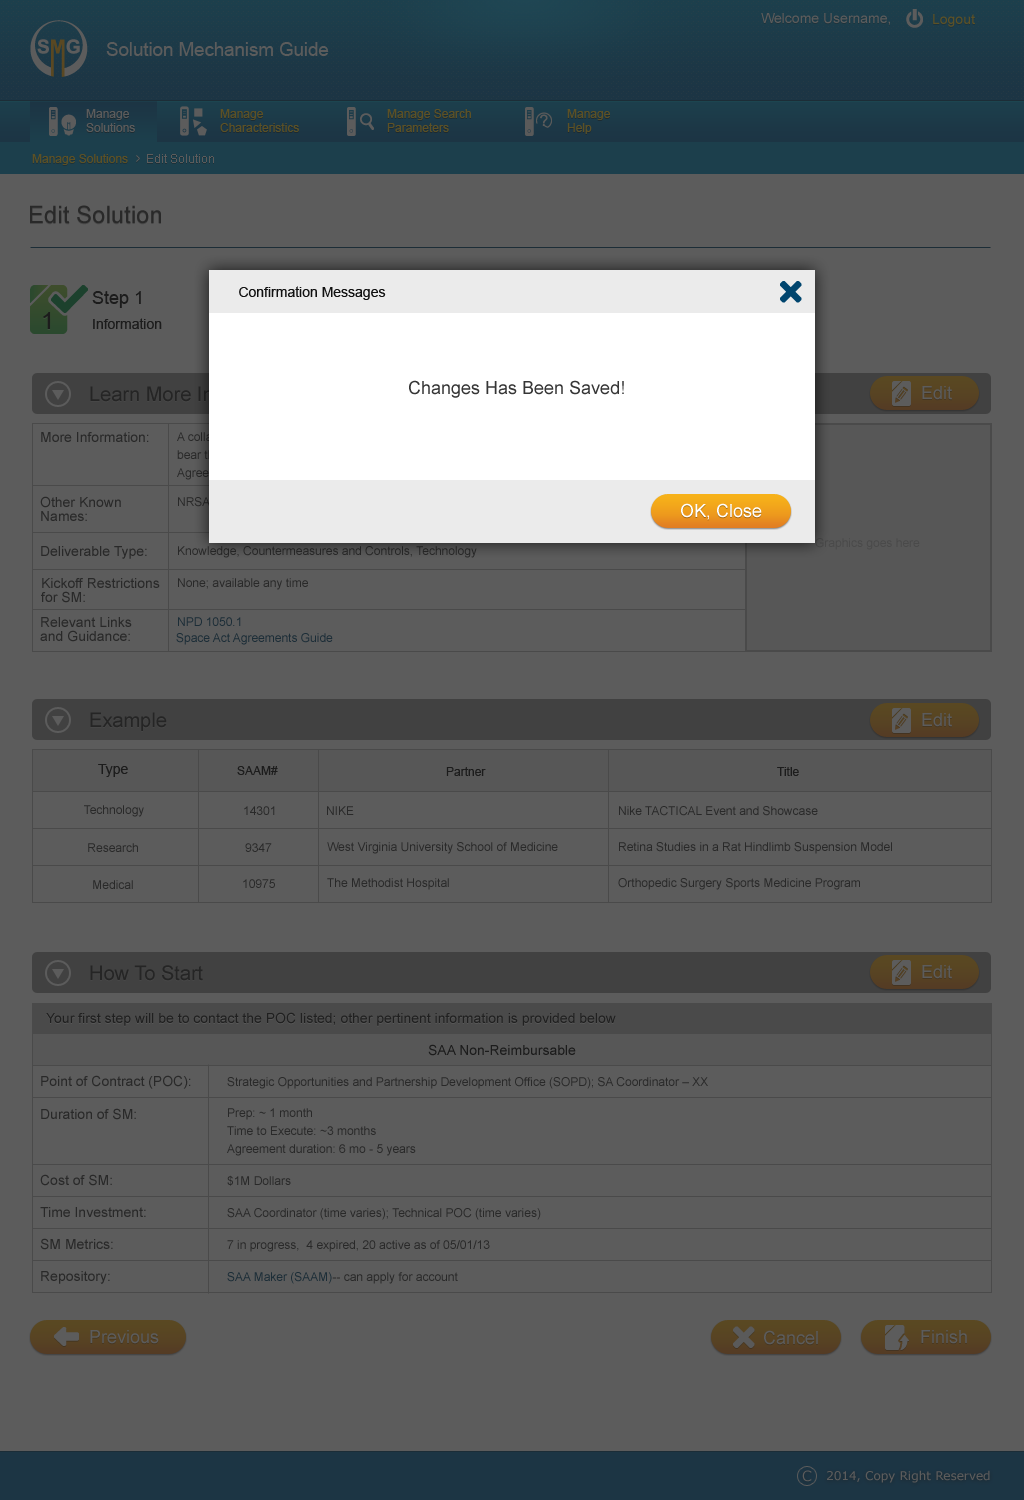 Welcome Username,
Logout
SMG
Solution Mechanism Guide
Manage
Solutions
Manage
Characteristics
Manage Search
Parameters
Manage
Help
Manage Solutions > Edit Solution
Edit Solution
1
Step 1
Information
Confirmation Messages
Changes Has Been Saved!
OK, Close
Learn More
Edit
More Information:
A
bear
Other Known
Names:
NRSA
Deliverable Type:
Knowledge, Countermeasures and Controls, Technology
Graphics goes here
Kickoff Restrictions
for SM:
None; available any time
Relevant Links
and Guidance:
NPD 1050.1
Space Act Agreements Guide
Example
Edit
Type SAAM# Partner Title
Technology 14301 NIKE Nike TACTICAL Event and Showcase
Research 9347 West Virginia University School of Medicine Retina Studies in a Rat Hindlimb Suspension Model
Medical 10975 The Methodist Hospital Orthopedic Surgery Sports Medicine Program
How To Start
Edit
Your first step will be to contact the POC listed; other pertinent information is provided below
SAA Non-Reimbursable
Point of Contract (POC): Strategic Opportunities and Partnership Development Office (SOPD); SA Coordinator – XX
Duration of SM:
Prep: ~ 1 month
Time to Execute: ~3 months
Agreement duration: 6 mo - 5 years
Cost of SM: $1M Dollars
Time Investment: SAA Coordinator (time varies); Technical POC (time varies)
SM Metrics: 7 in progress, 4 expired, 20 active as of 05/01/13
Repository: SAA Maker (SAAM)-- can apply for account
Previous
Cancel
Finish
© 2014, Copy Right Reserved